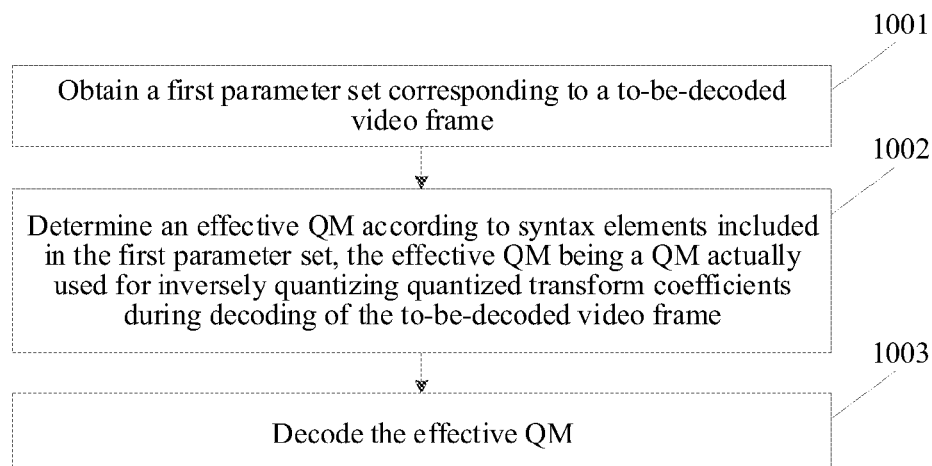 1001
Obtain a first parameter set corresponding to a to-be-decoded
video frame
1002
Determine an effective QM according to syntax elements included
in the first parameter set, the effective QM being a QM actually
used for inversely quantizing quantized transform coefficients
during decoding of the to-be-decoded video frame
1003
Decode the effective QM